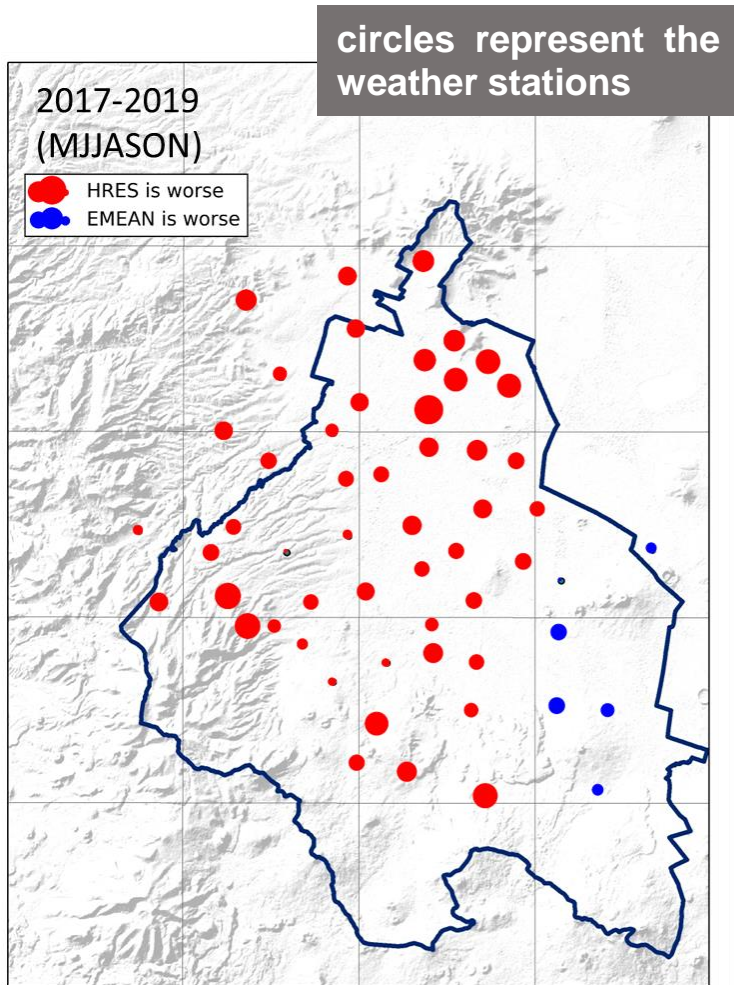 circles represent the
weather stations
2017-2019
(MJJASON)
HRES is worse
EMEAN is worse